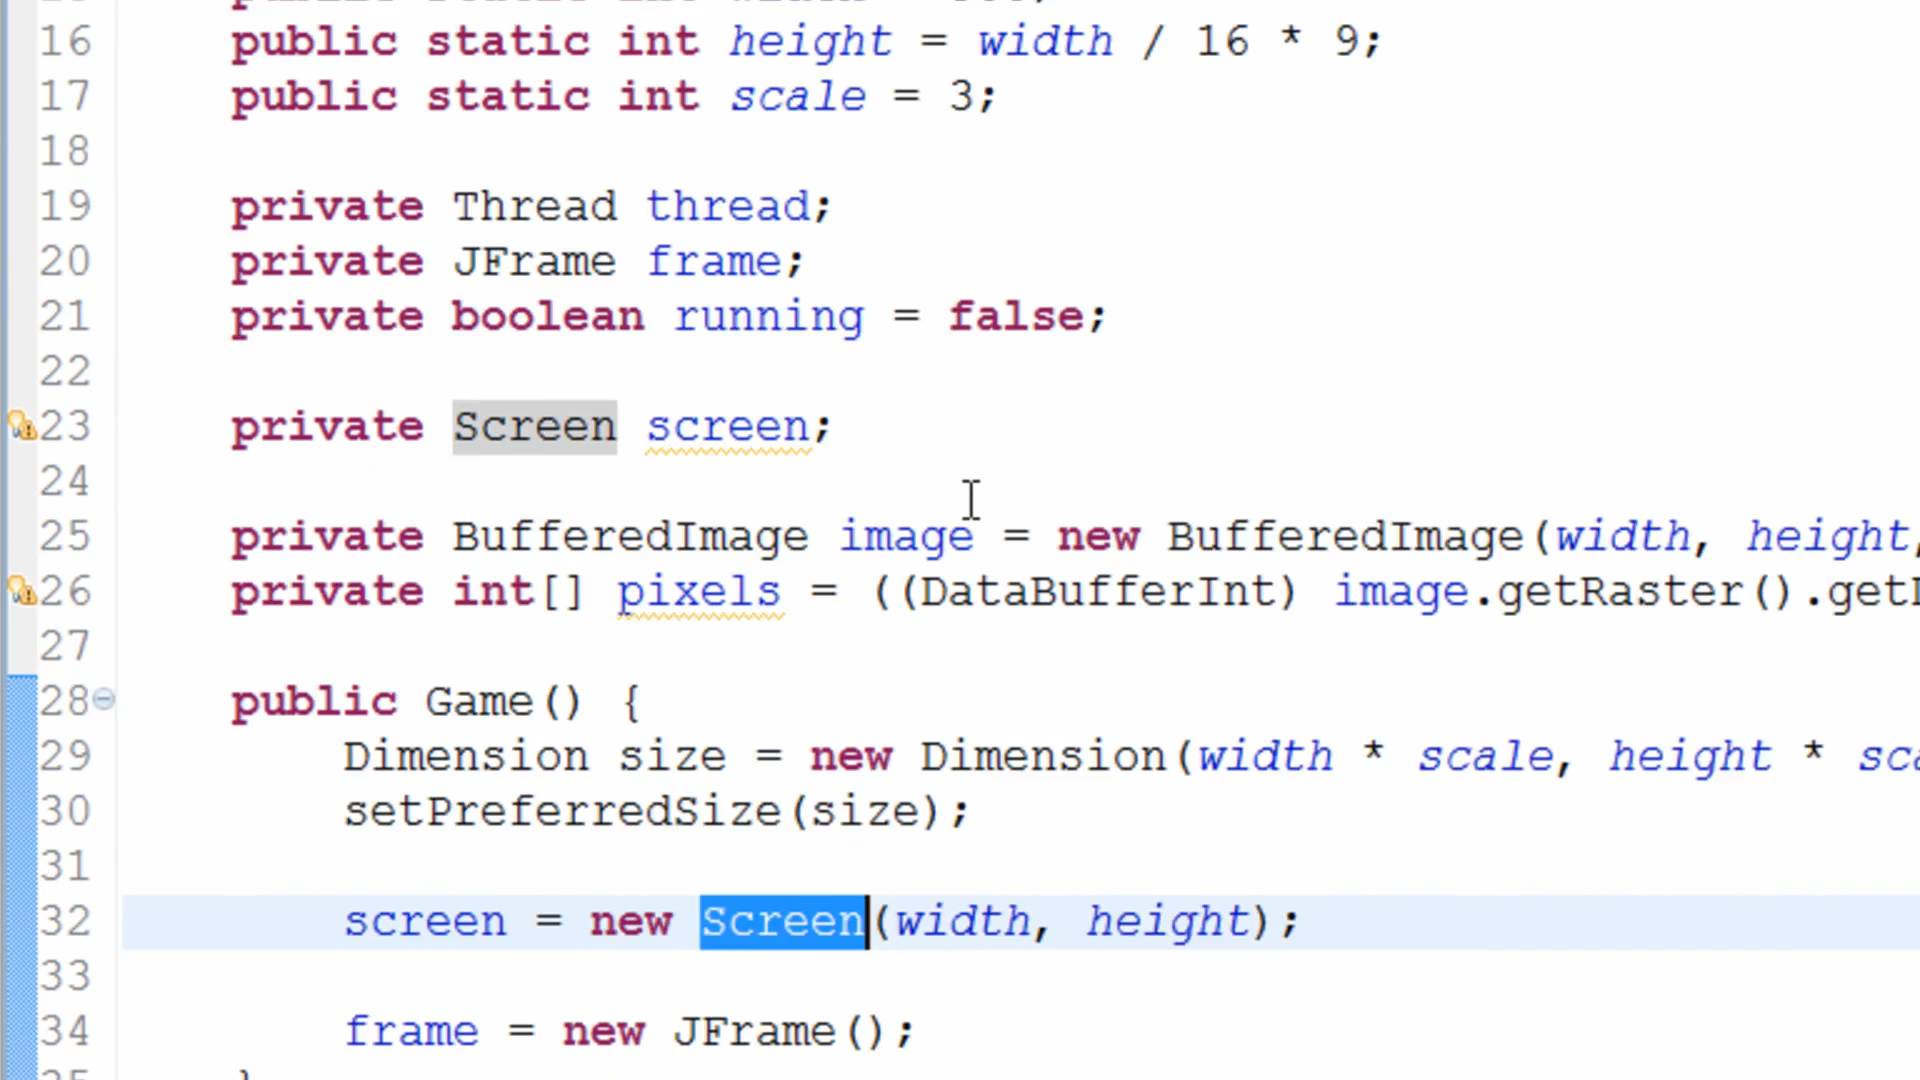 16 public static int height = width / 16 * 9;
17 public static int scale = 3;
18
19 private Thread thread;
20 private JFrame frame;
21 private boolean running = false;
22
23 private Screen screen;
24
25 private BufferedImage image = new BufferedImage(width, height,
26 private int[] pixels = ((DataBufferInt) image.getRaster().get
27
28 public Game() {
29 Dimension size = new Dimension(width * scale, height * sca
30 setPreferredSize(size);
31
32 screen = new Screen(width, height);
33
34 frame = new JFrame();